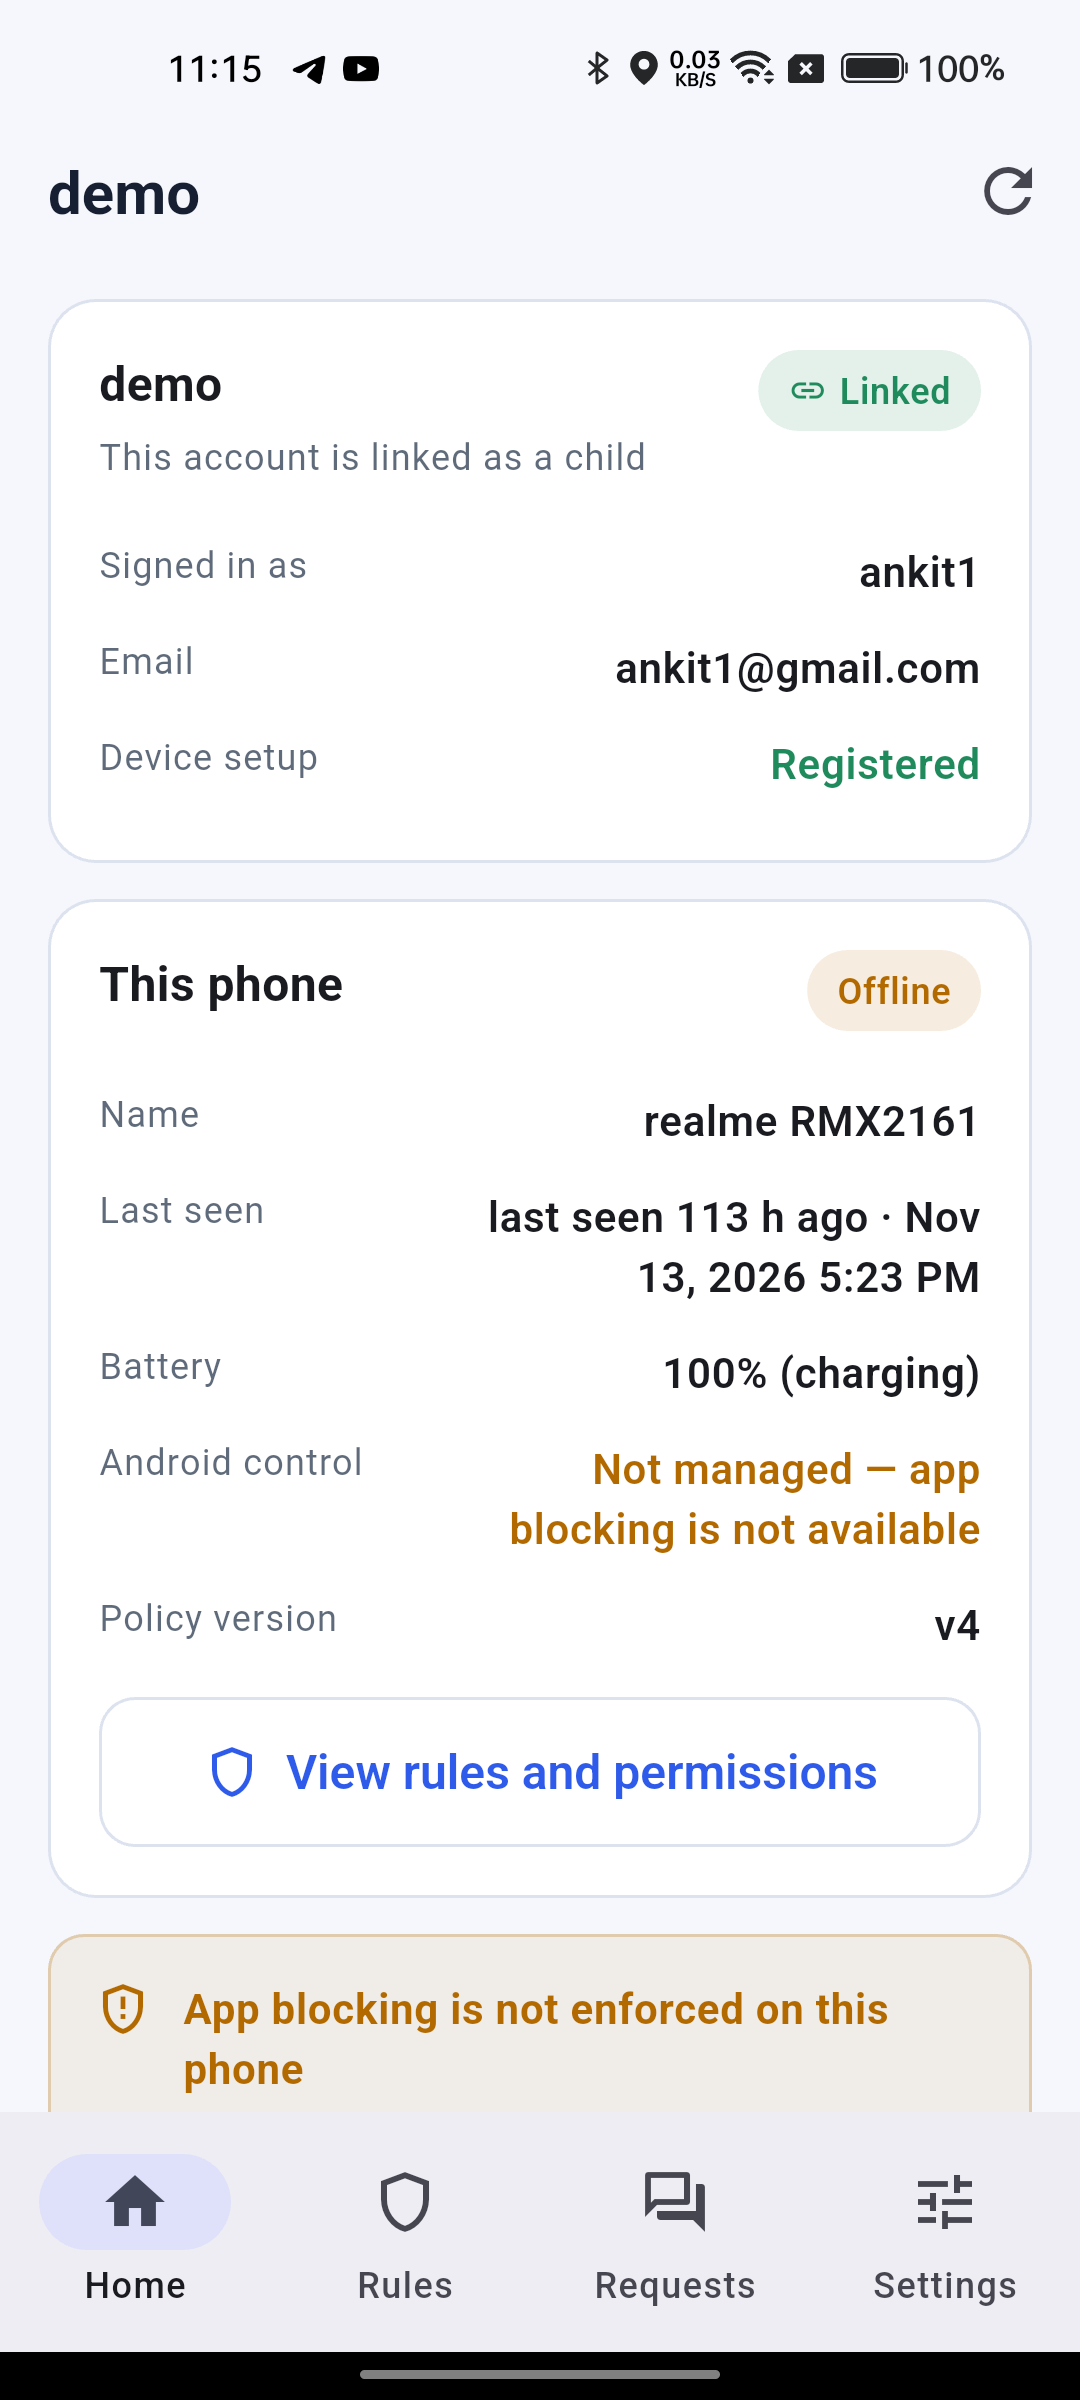 11:15
0.03 KB/S
100%
demo
demo
Linked
This account is linked as a child
Signed in as
ankit1
Email
ankit1@gmail.com
Device setup
Registered
This phone
Offline
Name
realme RMX2161
Last seen
last seen 113 h ago · Nov
13, 2026 5:23 PM
Battery
100% (charging)
Android control
Not managed — app
blocking is not available
Policy version
v4
View rules and permissions
App blocking is not enforced on this
phone
Home
Rules
Requests
Settings